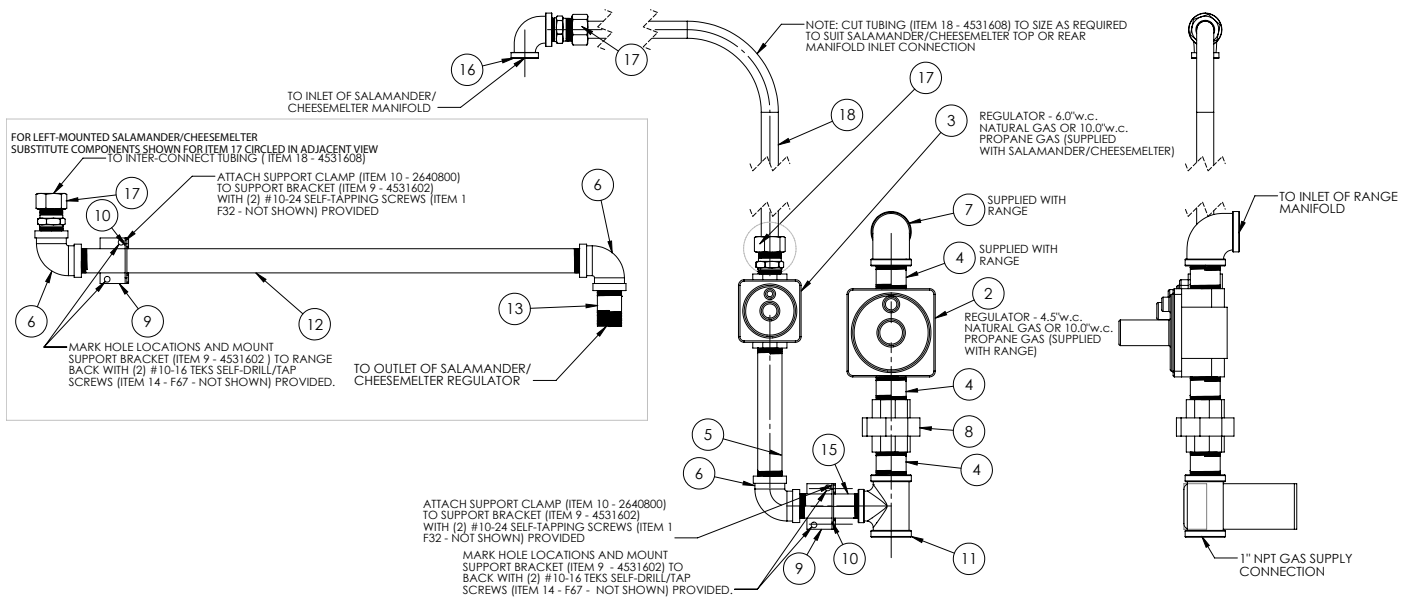 NOTE: CUT TUBING (ITEM 18 - 4531608) TO SIZE AS REQUIRED
TO SUIT SALAMANDER/CHEESEMELTER TOP OR REAR
MANIFOLD INLET CONNECTION
17
16
TO INLET OF SALAMANDER/
CHEESEMELTER MANIFOLD
17
18
3
REGULATOR - 6.0"w.c.
NATURAL GAS OR 10.0"w.c.
PROPANE GAS (SUPPLIED
WITH SALAMANDER/CHEESEMELTER)
FOR LEFT-MOUNTED SALAMANDER/CHEESEMELTER
SUBSTITUTE COMPONENTS SHOWN FOR ITEM 17 CIRCLED IN ADJACENT VIEW
TO INTER-CONNECT TUBING ( ITEM 18 - 4531608)
ATTACH SUPPORT CLAMP (ITEM 10 - 2640800)
TO SUPPORT BRACKET (ITEM 9 - 4531602)
WITH (2) #10-24 SELF-TAPPING SCREWS (ITEM 1
F32 - NOT SHOWN) PROVIDED
17
10
6
6
9
12
13
MARK HOLE LOCATIONS AND MOUNT
SUPPORT BRACKET (ITEM 9 - 4531602 ) TO RANGE
BACK WITH (2) #10-16 TEKS SELF-DRILL/TAP
SCREWS (ITEM 14 - F67 - NOT SHOWN) PROVIDED.
TO OUTLET OF SALAMANDER/
CHEESEMELTER REGULATOR
7
SUPPLIED WITH
RANGE
4
SUPPLIED WITH
RANGE
2
REGULATOR - 4.5"w.c.
NATURAL GAS OR 10.0"w.c.
PROPANE GAS (SUPPLIED
WITH RANGE)
TO INLET OF RANGE
MANIFOLD
4
8
4
5
15
6
ATTACH SUPPORT CLAMP (ITEM 10 - 2640800)
TO SUPPORT BRACKET (ITEM 9 - 4531602)
WITH (2) #10-24 SELF-TAPPING SCREWS (ITEM 1
F32 - NOT SHOWN) PROVIDED
MARK HOLE LOCATIONS AND MOUNT
SUPPORT BRACKET (ITEM 9 - 4531602) TO
BACK WITH (2) #10-16 TEKS SELF-DRILL/TAP
SCREWS (ITEM 14 - F67 - NOT SHOWN) PROVIDED.
9
10
11
1" NPT GAS SUPPLY
CONNECTION